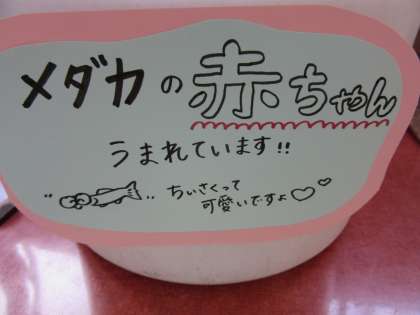 メダカの赤ちゃん
うまれています!!
ちいさくって
可愛いですょ♡♡